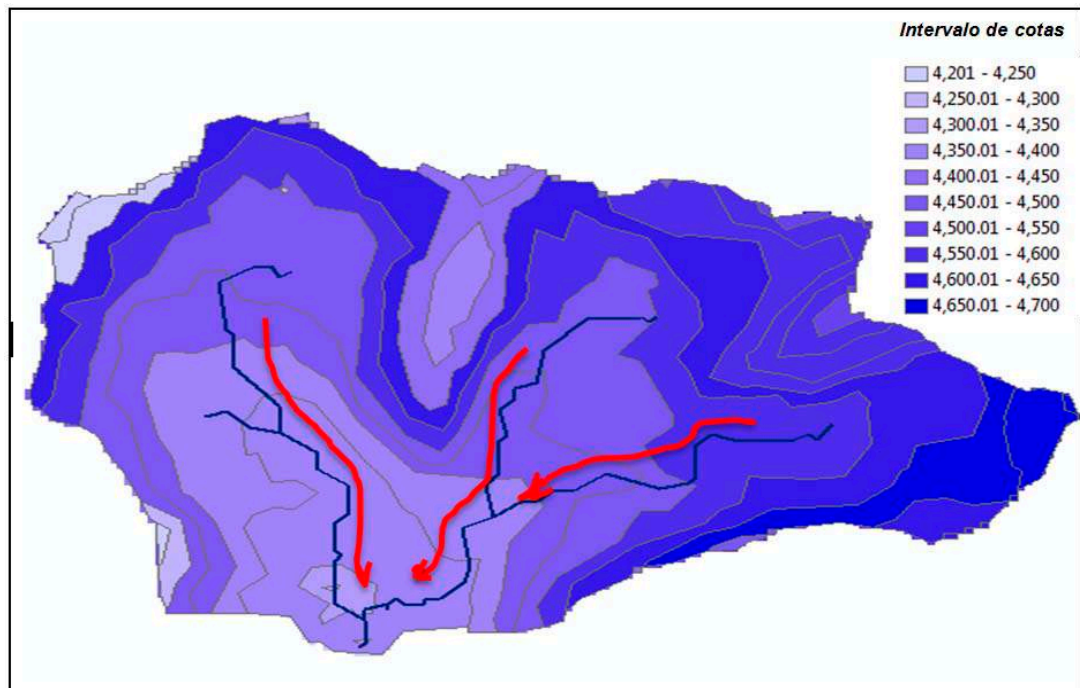 Intervalo de cotas
4,201 - 4,250
4,250.01 - 4,300
4,300.01 - 4,350
4,350.01 - 4,400
4,400.01 - 4,450
4,450.01 - 4,500
4,500.01 - 4,550
4,550.01 - 4,600
4,600.01 - 4,650
4,650.01 - 4,700